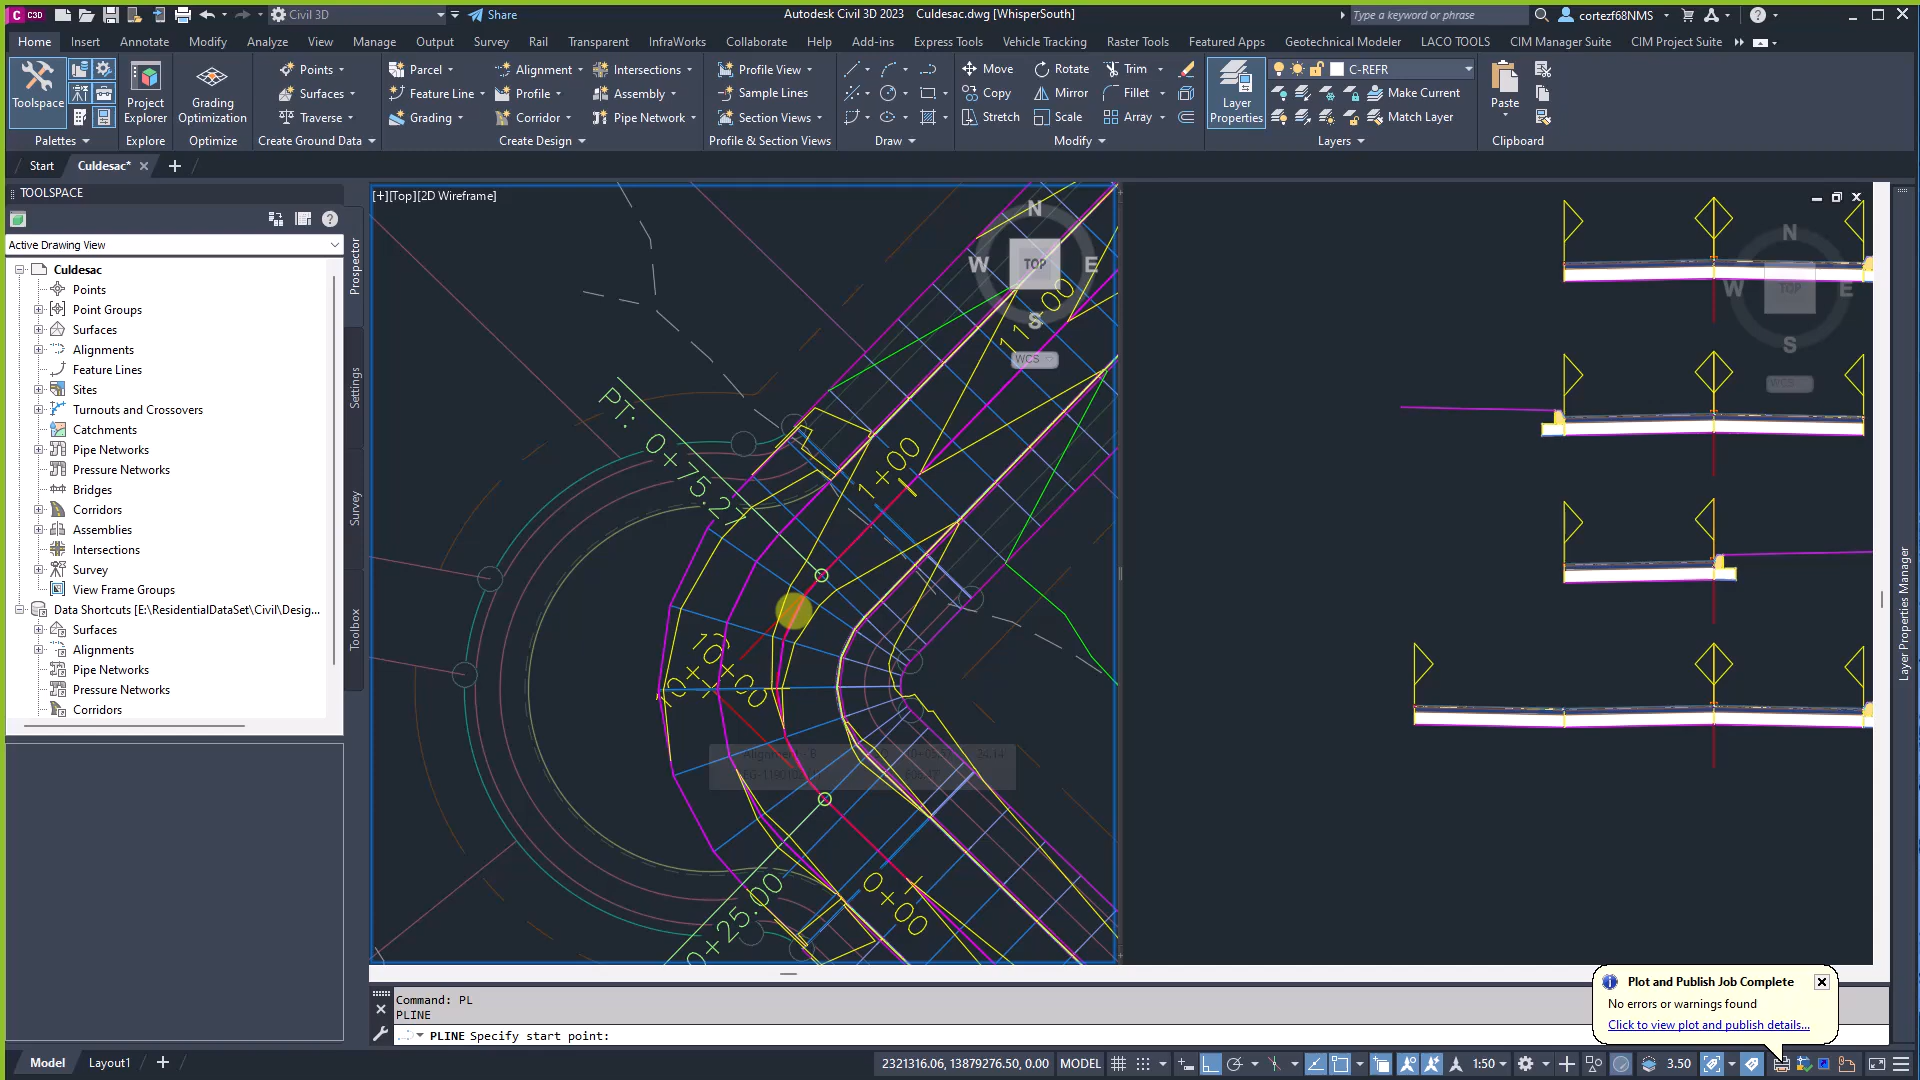 C3D
Civil 3D
Share
Autodesk Civil 3D 2023 Culdesac.dwg [WhisperSouth]
Type a keyword or phrase
cortezf68NMS
Home Insert Annotate Modify Analyze View Manage Output Survey Rail Transparent InfraWorks Collaborate Help Add-ins Express Tools Vehicle Tracking Raster Tools Featured Apps Geotechnical Modeler LACO TOOLS CIM Manager Suite CIM Project Suite
Toolspace
Project Explorer
Grading Optimization
Points
Surfaces
Traverse
Parcel
Feature Line
Grading
Alignment
Profile
Corridor
Intersections
Assembly
Pipe Network
Profile View
Sample Lines
Section Views
Move
Copy
Stretch
Rotate
Mirror
Scale
Trim
Fillet
Array
Layer Properties
C-REFR
Make Current
Match Layer
Paste
Palettes Explore Optimize Create Ground Data Create Design Profile & Section Views Draw Modify Layers Clipboard
Start Culdesac*
TOOLSPACE
Active Drawing View
Culdesac
Points
Point Groups
Surfaces
Alignments
Feature Lines
Sites
Turnouts and Crossovers
Catchments
Pipe Networks
Pressure Networks
Bridges
Corridors
Assemblies
Intersections
Survey
View Frame Groups
Data Shortcuts [E:\ResidentialDataSet\Civil\Desig...
Surfaces
Alignments
Pipe Networks
Pressure Networks
Corridors
Prospector
Settings
Survey
Toolbox
[+][Top][2D Wireframe]
N
W TOP E
S
WCS
11+00
PT: 0+75.27
1+00
10+00
0+25.00
0+00
N
W TOP E
S
WCS
Layer Properties Manager
Command: PL
PLINE
PLINE Specify start point:
Plot and Publish Job Complete
No errors or warnings found
Click to view plot and publish details...
Model Layout1
2321316.06, 13879276.50, 0.00 MODEL
1:50
3.50